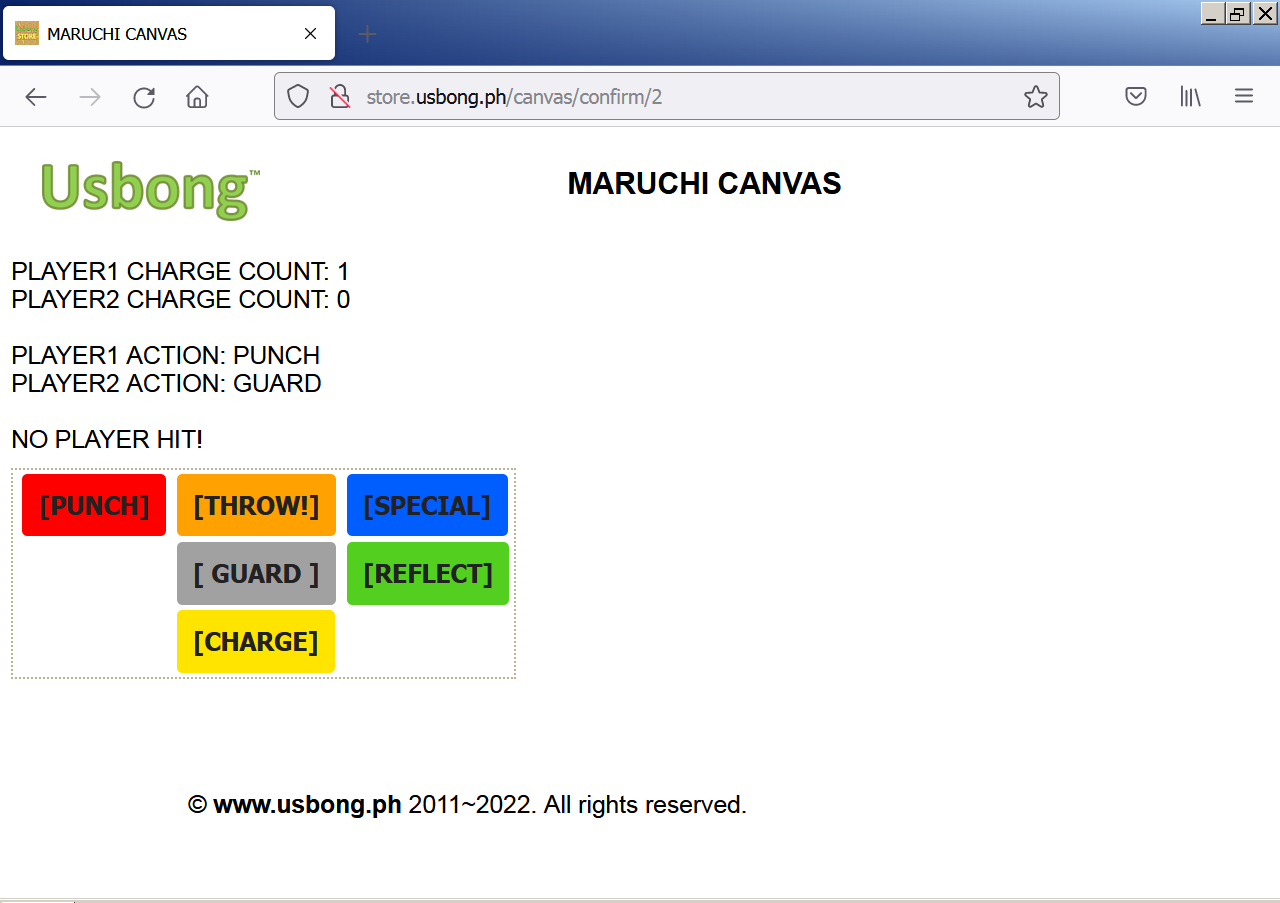 MARUCHI CANVAS
store.usbong.ph/canvas/confirm/2
Usbong™
MARUCHI CANVAS
PLAYER1 CHARGE COUNT: 1
PLAYER2 CHARGE COUNT: 0
PLAYER1 ACTION: PUNCH
PLAYER2 ACTION: GUARD
NO PLAYER HIT!
[PUNCH] [THROW!] [SPECIAL]
[ GUARD ] [REFLECT]
[CHARGE]
© www.usbong.ph 2011~2022. All rights reserved.